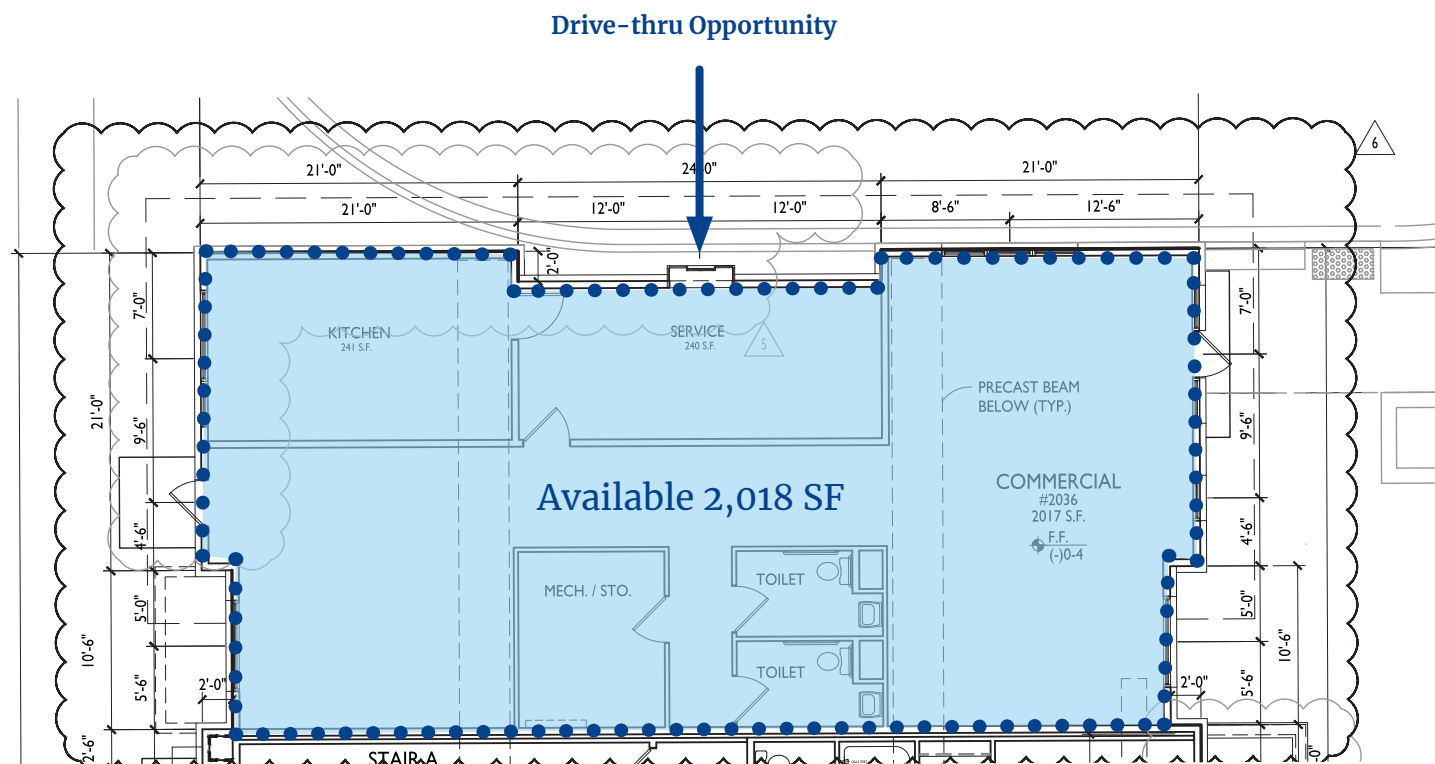 Drive-thru Opportunity
6
21'-0"
21'-0"
21'-0"
12'-0"
12'-0"
8'-6"
12'-6"
2'-0"
7'-0"
7'-0"
KITCHEN
241 S.F.
SERVICE
240 S.F.
5
PRECAST BEAM
BELOW (TYP.)
21'-0"
9'-6"
9'-6"
Available 2,018 SF
COMMERCIAL
#2036
2017 S.F.
F.F.
(-)0-4
4'-6"
4'-6"
MECH. / STO.
TOILET
5'-0"
5'-0"
10'-6"
10'-6"
TOILET
5'-6"
5'-6"
2'-0"
2'-0"
2'-6"
STAIR A